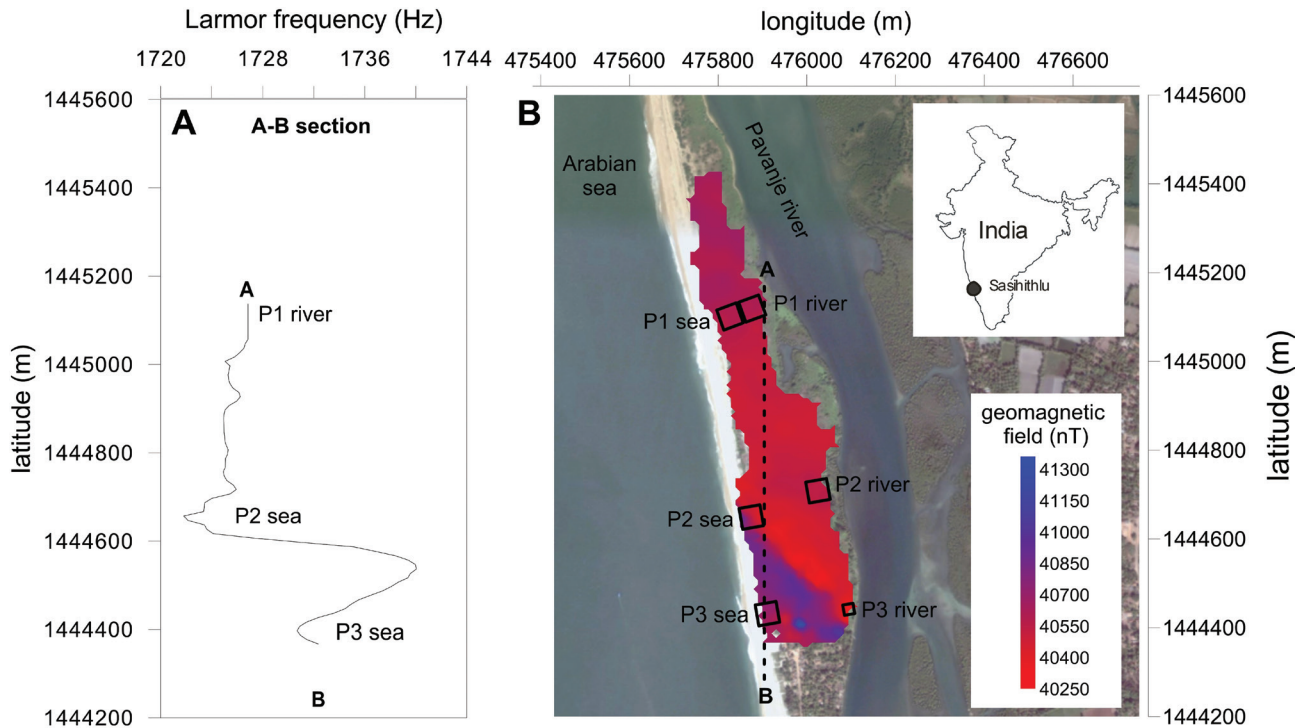 Larmor frequency (Hz)
1720 1728 1736 1744
latitude (m)
1445600
1445400
1445200
1445000
1444800
1444600
1444400
1444200
A
A-B section
A
P1 river
P2 sea
P3 sea
B
longitude (m)
475400 475600 475800 476000 476200 476400 476600
B
Arabian
sea
Pavanje river
A
P1 sea
P1 river
P2 river
P2 sea
P3 sea
P3 river
B
India
Sasihithlu
geomagnetic
field (nT)
41300
41150
41000
40850
40700
40550
40400
40250
1445600
1445400
1445200
1445000
1444800
1444600
1444400
1444200
latitude (m)